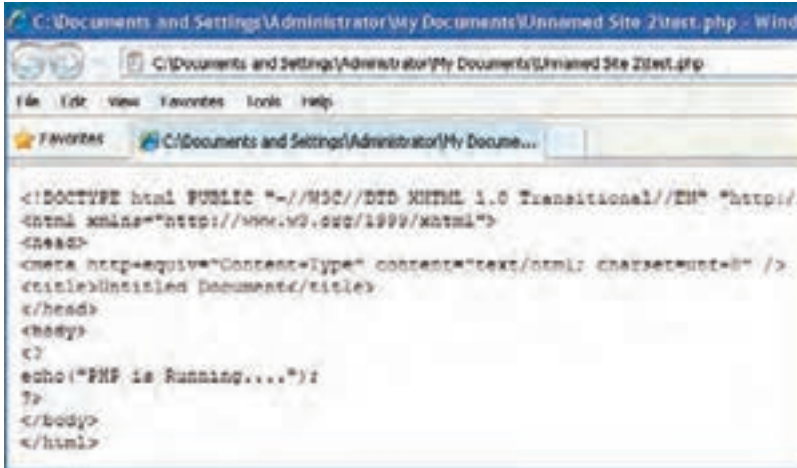 C:\Documents and Settings\Administrator\My Documents\Unnamed Site 2\test.php - Wind
C:\Documents and Settings\Administrator\My Documents\Unnamed Site 2\test.php
File Edit View Favorites Tools Help
Favorites C:\Documents and Settings\Administrator\My Docume...
<!DOCTYPE html PUBLIC "-//W3C//DTD XHTML 1.0 Transitional//EN" "http:/
<html xmlns="http://www.w3.org/1999/xhtml">
<head>
<meta http-equiv="Content-Type" content="text/html; charset=utf-8" />
<title>Untitled Document</title>
</head>
<body>
<?
echo("PHP is Running....");
?>
</body>
</html>